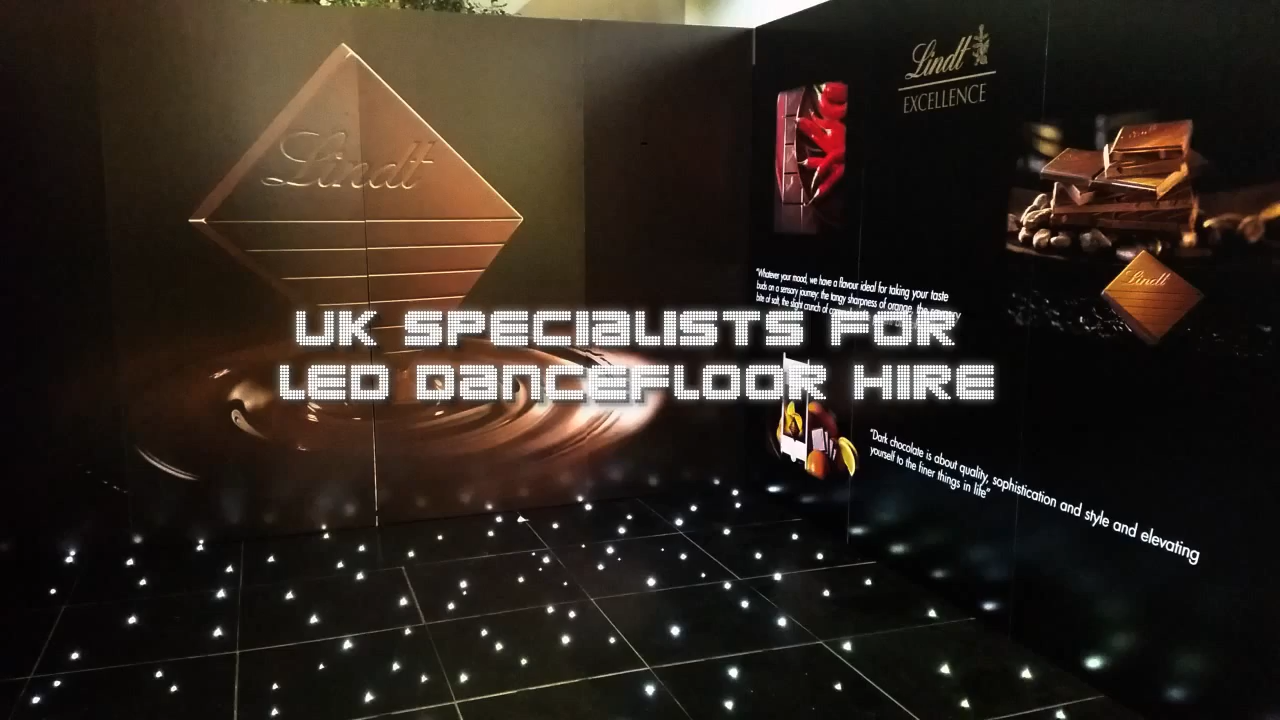 Lindt
Lindt
EXCELLENCE
Lindt
"Whatever your mood, we have a flavour ideal for taking your taste
buds on a sensory journey: the tangy sharpness of orange, the savoury
bite of salt, the slight crunch of
UK SPECIALISTS FOR
LED DANCEFLOOR HIRE
"Dark chocolate is about quality, sophistication and style and elevating
yourself to the finer things in life"